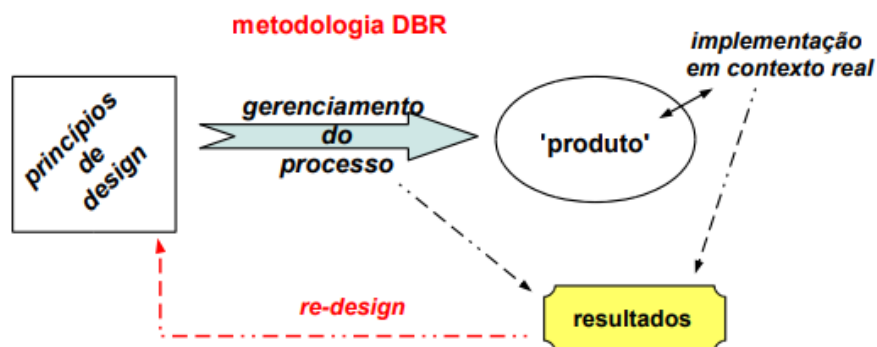 metodologia DBR
implementação
em contexto real
princípios
de
design
gerenciamento
do
processo
'produto'
re-design
resultados